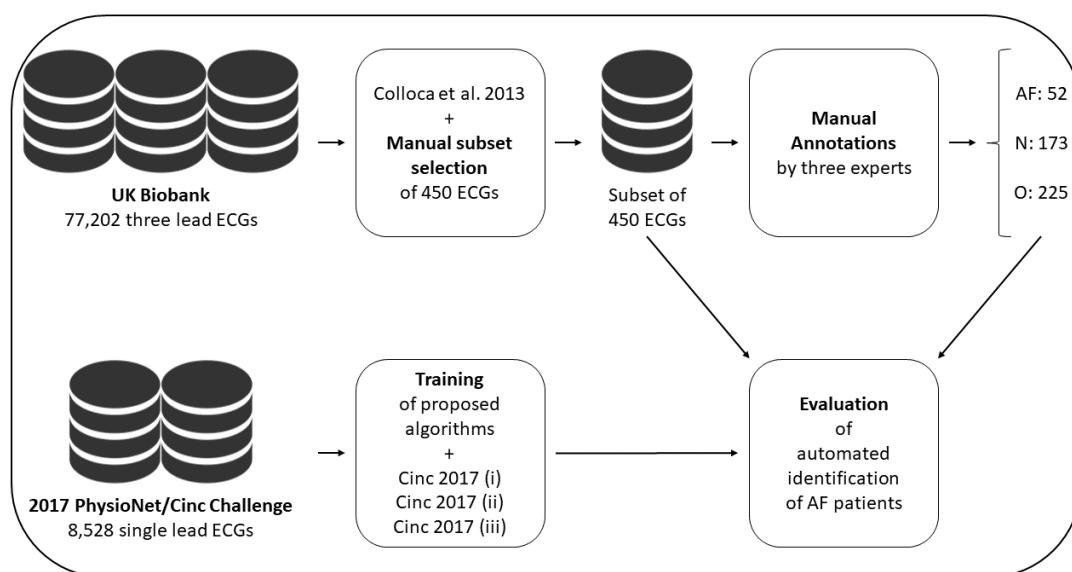 UK Biobank
77,202 three lead ECGs
Colloca et al. 2013
+
Manual subset
selection
of 450 ECGs
Subset of
450 ECGs
Manual
Annotations
by three experts
AF: 52
N: 173
O: 225
2017 PhysioNet/Cinc Challenge
8,528 single lead ECGs
Training
of proposed
algorithms
+
Cinc 2017 (i)
Cinc 2017 (ii)
Cinc 2017 (iii)
Evaluation
of
automated
identification
of AF patients